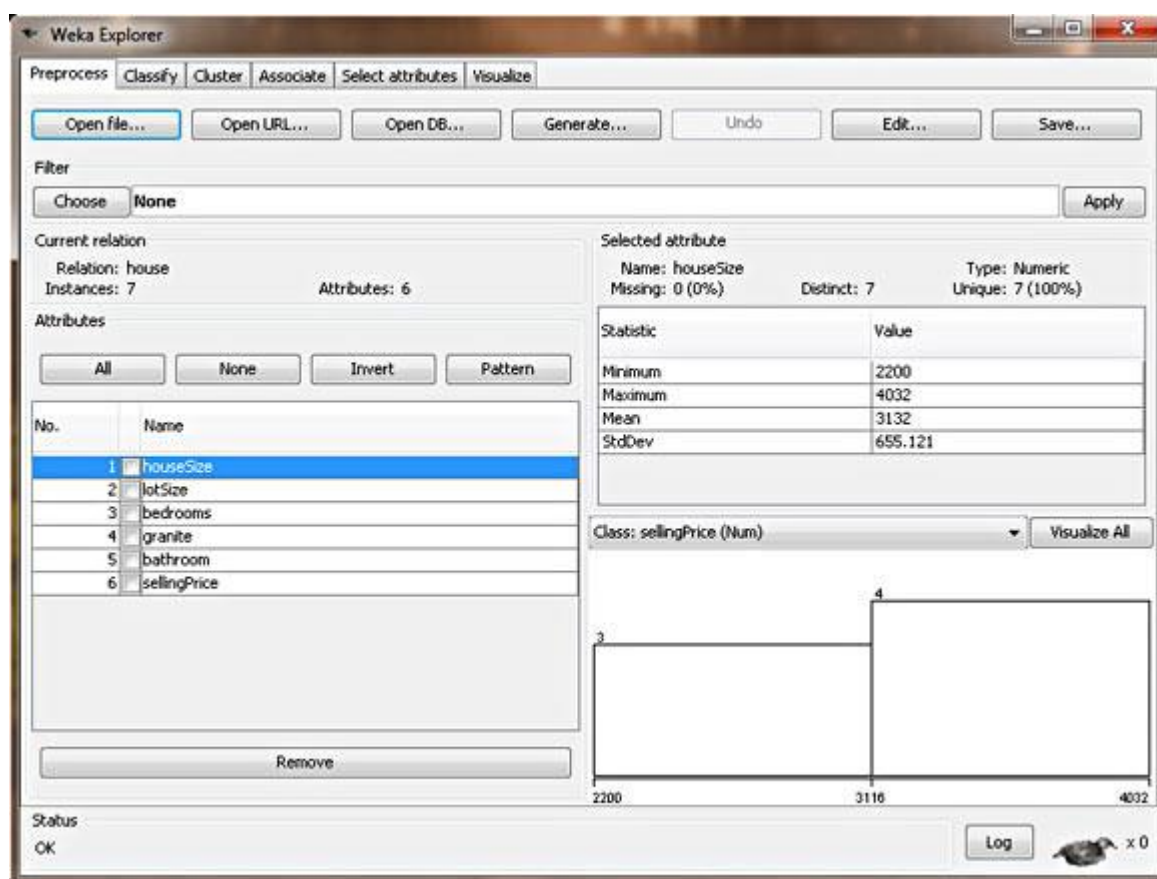 Weka Explorer
Preprocess Classify Cluster Associate Select attributes Visualize
Open file... Open URL... Open DB... Generate... Undo Edit... Save...
Filter
Choose None Apply
Current relation
Relation: house
Instances: 7 Attributes: 6
Attributes
All None Invert Pattern
No. Name
1 houseSize
2 lotSize
3 bedrooms
4 granite
5 bathroom
6 sellingPrice
Remove
Selected attribute
Name: houseSize Type: Numeric
Missing: 0 (0%) Distinct: 7 Unique: 7 (100%)
Statistic Value
Minimum 2200
Maximum 4032
Mean 3132
StdDev 655.121
Class: sellingPrice (Num) Visualize All
4
3
2200 3116 4032
Status
OK
Log x 0